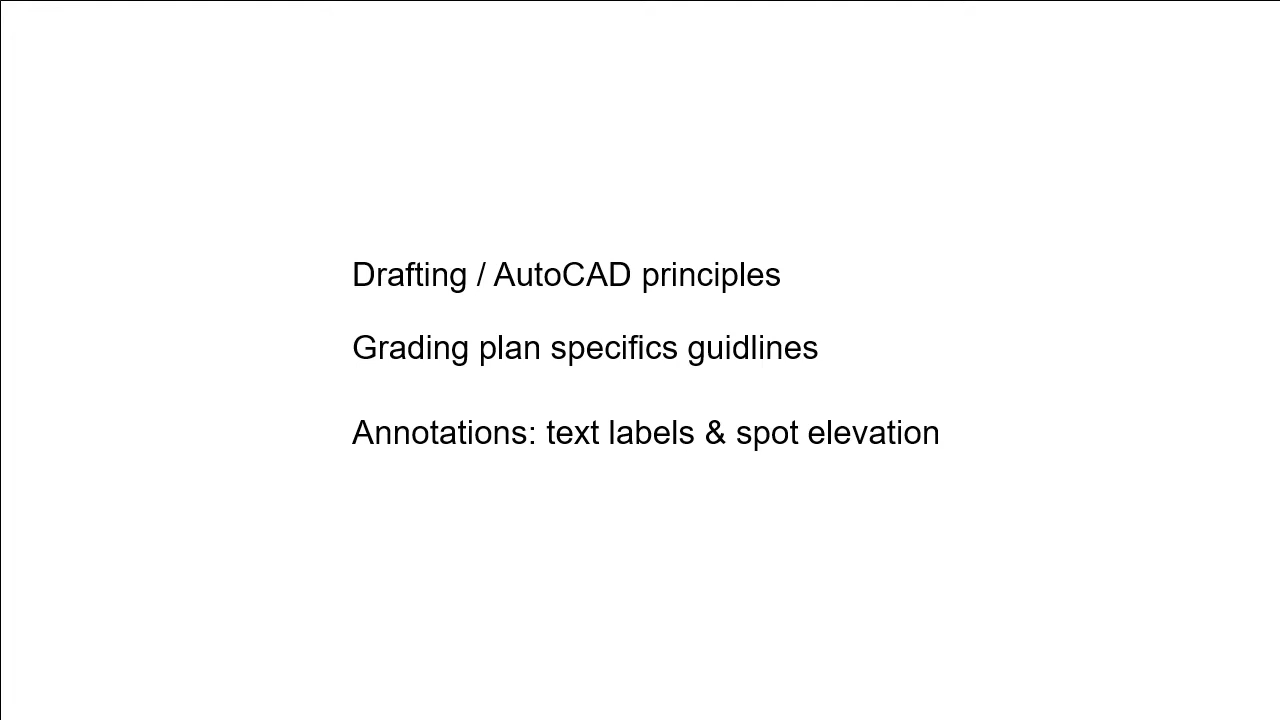 Drafting / AutoCAD principles
Grading plan specifics guidlines
Annotations: text labels & spot elevation